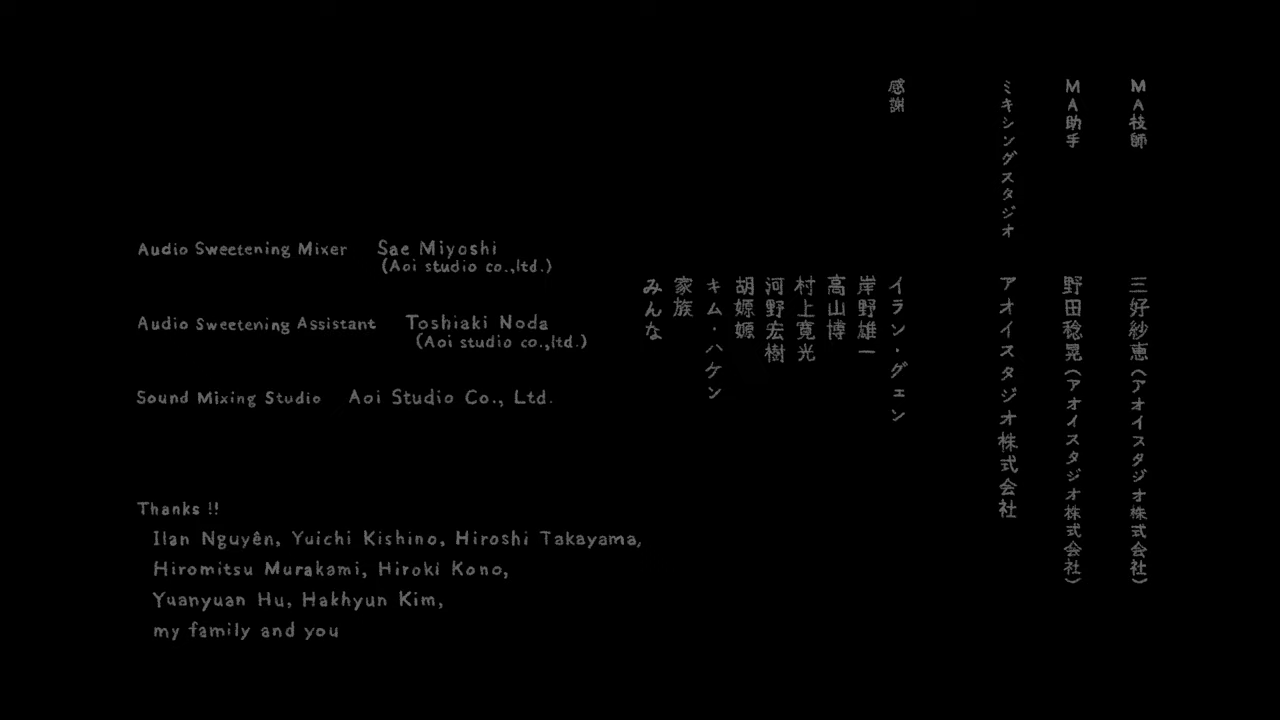 Audio Sweetening Mixer Sae Miyoshi
(Aoi studio co.,ltd.)
Audio Sweetening Assistant Toshiaki Noda
(Aoi studio co.,ltd.)
Sound Mixing Studio Aoi Studio Co., Ltd.
Thanks !!
Ilan Nguyên, Yuichi Kishino, Hiroshi Takayama,
Hiromitsu Murakami, Hiroki Kono,
Yuanyuan Hu, Hakhyun Kim,
my family and you
MA技師 三好紗恵(アオイスタジオ株式会社)
MA助手 野田稔晃(アオイスタジオ株式会社)
ミキシングスタジオ アオイスタジオ株式会社
感謝 イラン・グェン
岸野雄一
高山博
村上寛光
河野宏樹
胡嫄嫄
キム・ハケン
家族
みんな